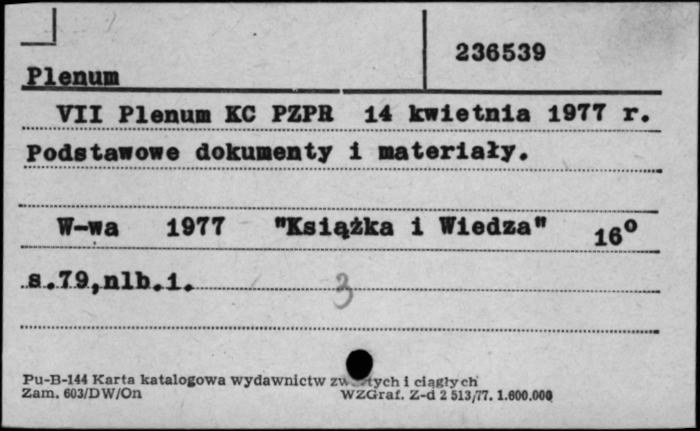 236539
Plenum
VII Plenum KC PZPR 14 kwietnia 1977 r.
Podstawowe dokumenty i materiały.
W-wa 1977 "Książka i Wiedza" 16°
s.79,nlb.1.
3
Pu-B-144 Karta katalogowa wydawnictw i ciągłych
Zam. 603/DW/On WZGraf. Z-d 2 513/77. 1.600.000